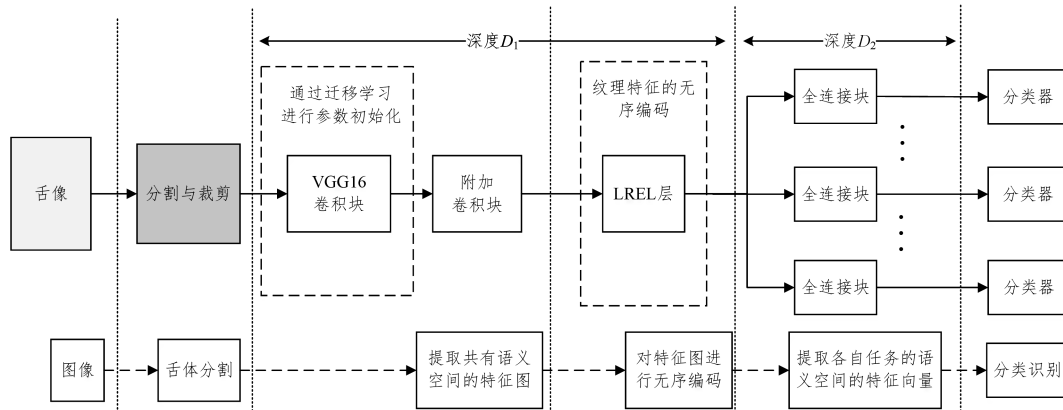 深度D1
深度D2
通过迁移学习
进行参数初始化
纹理特征的无
序编码
全连接块
分类器
舌像
分割与裁剪
VGG16
卷积块
附加
卷积块
LREL层
全连接块
分类器
全连接块
分类器
图像
舌体分割
提取共有语义
空间的特征图
对特征图进
行无序编码
提取各自任务的语
义空间的特征向量
分类识别